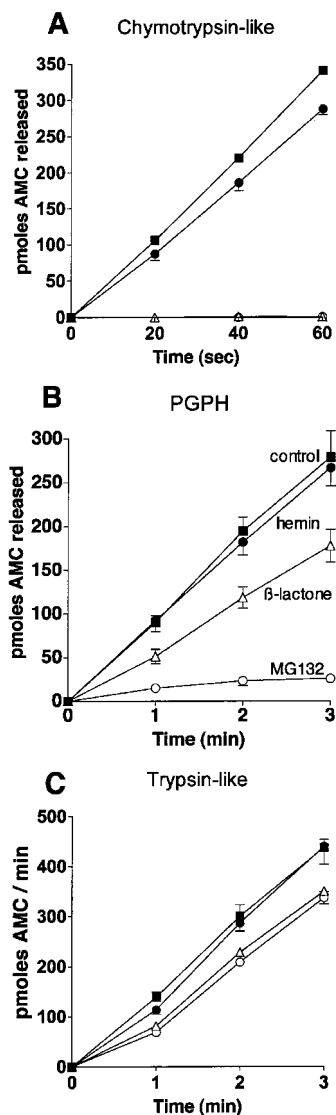 A Chymotrypsin-like
pmoles AMC released
350
300
250
200
150
100
50
0
0 20 40 60
Time (sec)
B PGPH
pmoles AMC released
300
250
200
150
100
50
0
control
hemin
ß-lactone
MG132
0 1 2 3
Time (min)
C Trypsin-like
pmoles AMC / min
500
400
300
200
100
0
0 1 2 3
Time (min)